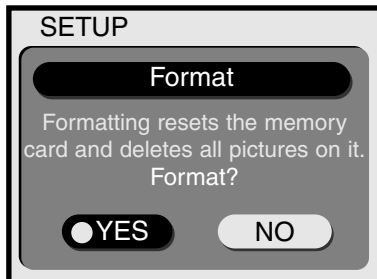 SETUP
Format
Formatting resets the memory
card and deletes all pictures on it.
Format?
YES NO